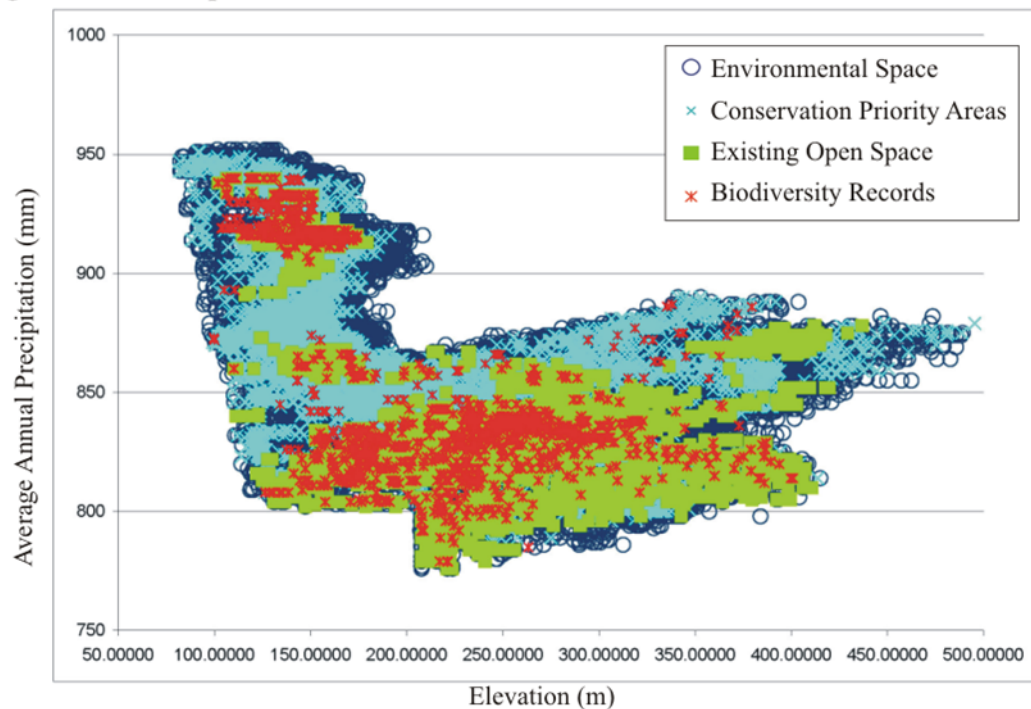 1000
950
900
850
800
750
Average Annual Precipitation (mm)
Environmental Space
Conservation Priority Areas
Existing Open Space
Biodiversity Records
50.00000 100.00000 150.00000 200.00000 250.00000 300.00000 350.00000 400.00000 450.00000 500.00000
Elevation (m)